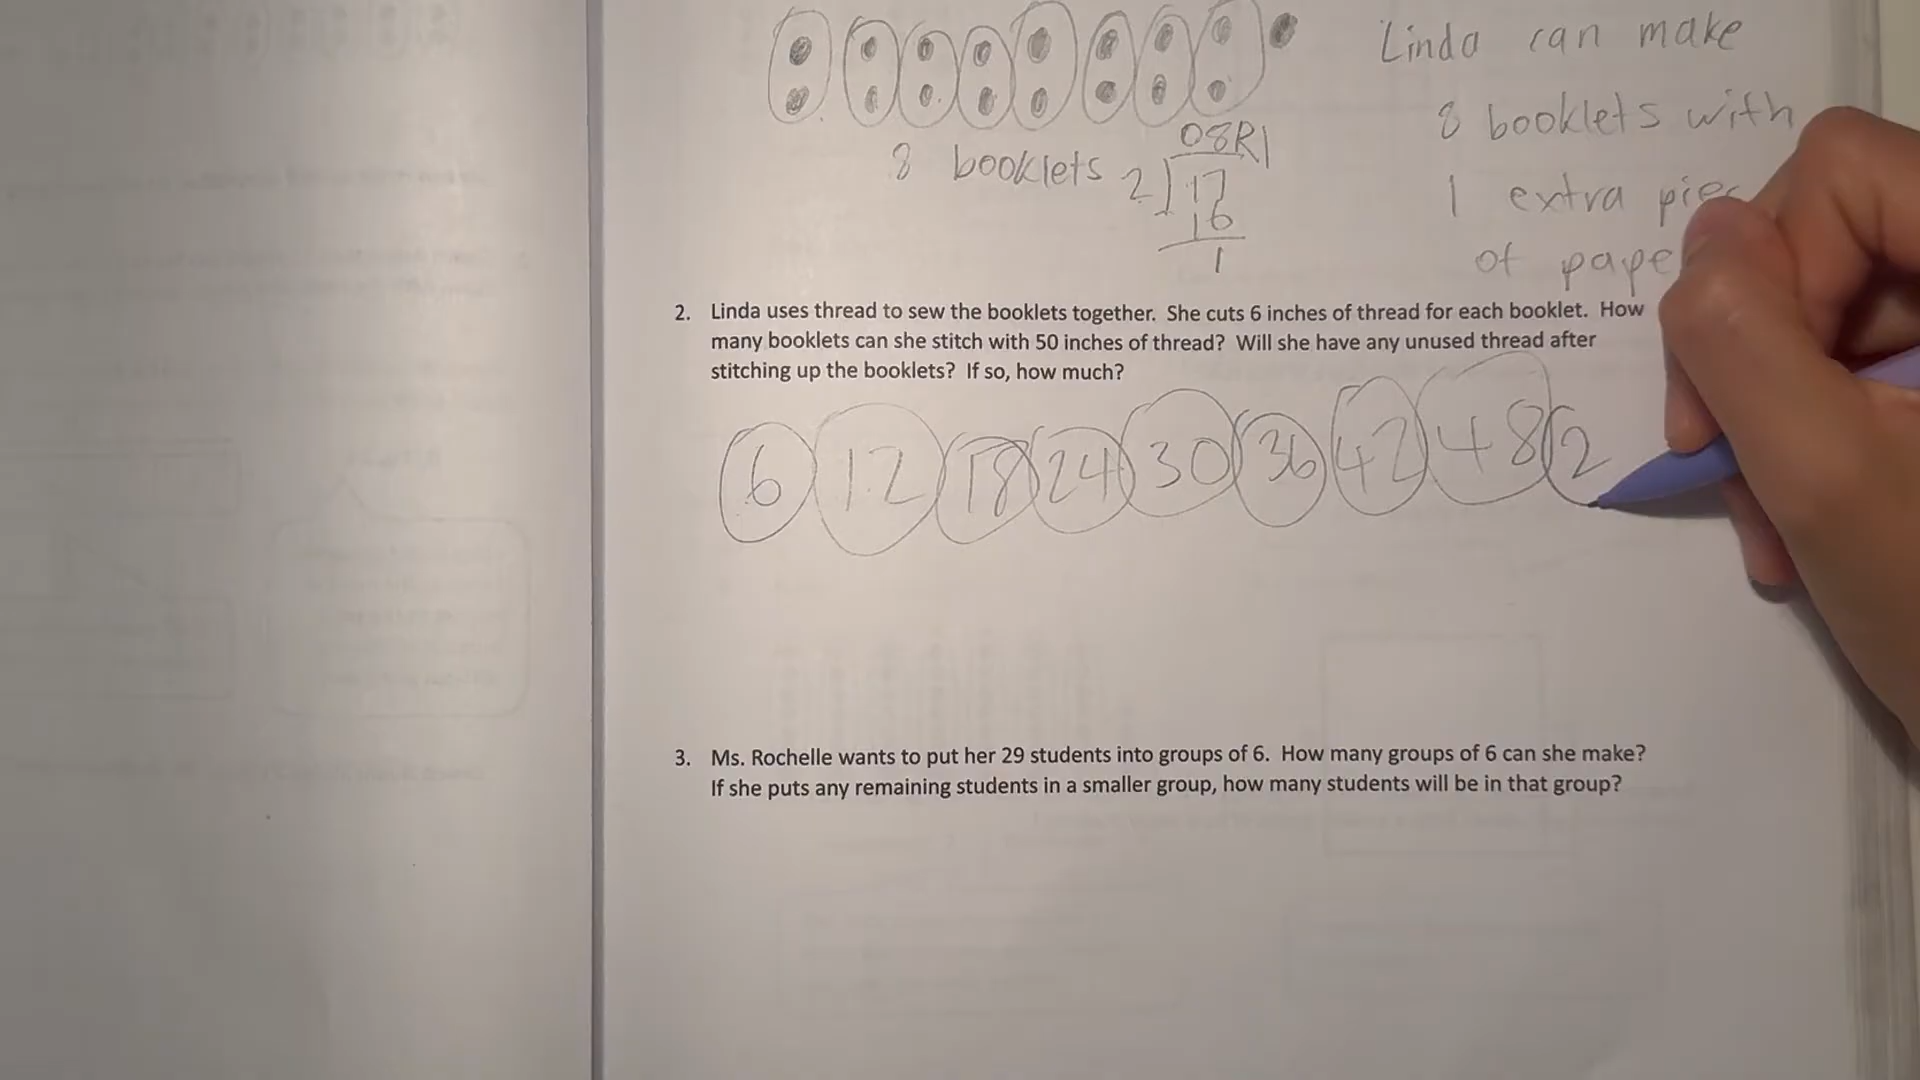 Linda can make
8 booklets with
1 extra
of
8 booklets
08R1
2 17
16
1
2. Linda uses thread to sew the booklets together. She cuts 6 inches of thread for each booklet. How
many booklets can she stitch with 50 inches of thread? Will she have any unused thread after
stitching up the booklets? If so, how much?
6 12 18 24 30 36 42 48 2
3. Ms. Rochelle wants to put her 29 students into groups of 6. How many groups of 6 can she make?
If she puts any remaining students in a smaller group, how many students will be in that group?